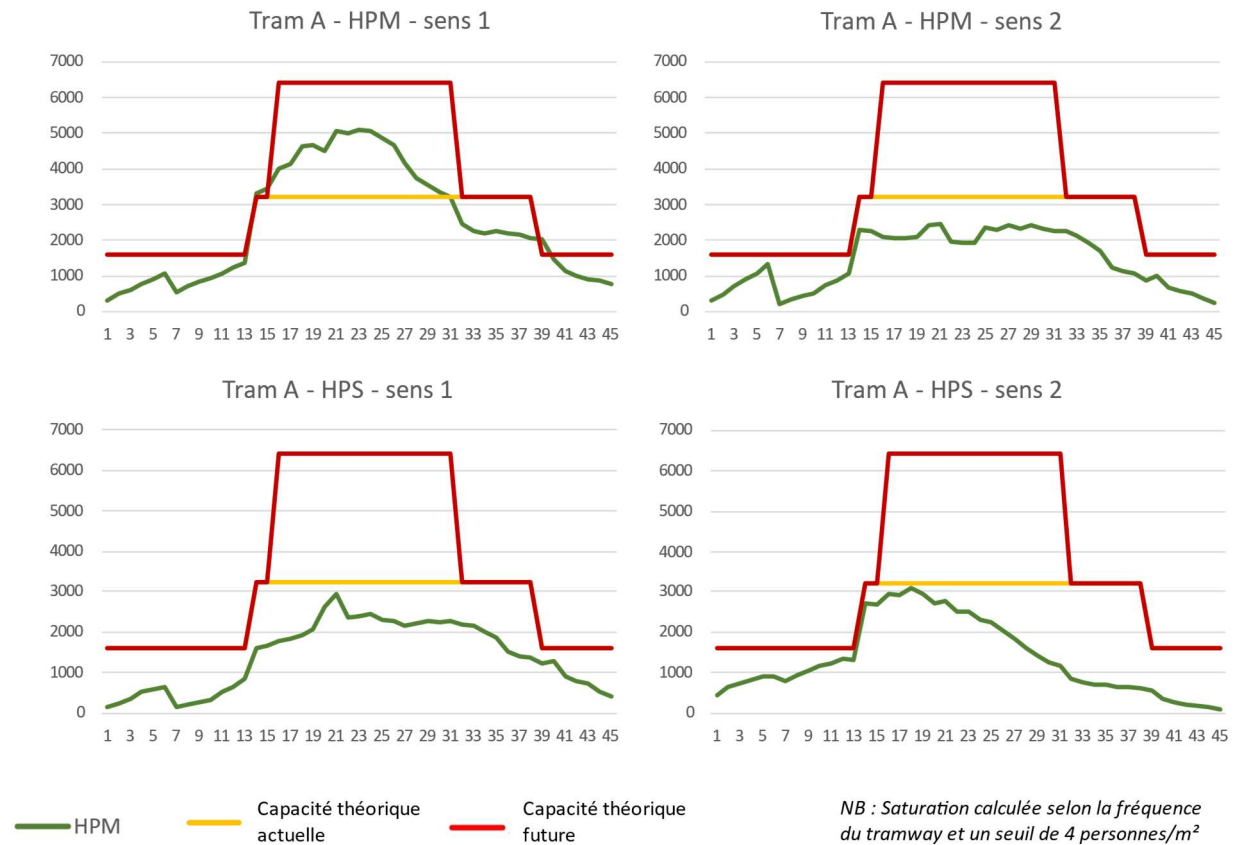 Tram A - HPM - sens 1
7000
6000
5000
4000
3000
2000
1000
0
1 3 5 7 9 11 13 15 17 19 21 23 25 27 29 31 33 35 37 39 41 43 45
Tram A - HPM - sens 2
7000
6000
5000
4000
3000
2000
1000
0
1 3 5 7 9 11 13 15 17 19 21 23 25 27 29 31 33 35 37 39 41 43 45
Tram A - HPS - sens 1
7000
6000
5000
4000
3000
2000
1000
0
1 3 5 7 9 11 13 15 17 19 21 23 25 27 29 31 33 35 37 39 41 43 45
Tram A - HPS - sens 2
7000
6000
5000
4000
3000
2000
1000
0
1 3 5 7 9 11 13 15 17 19 21 23 25 27 29 31 33 35 37 39 41 43 45
HPM
Capacité théorique
actuelle
Capacité théorique
future
NB : Saturation calculée selon la fréquence
du tramway et un seuil de 4 personnes/m²